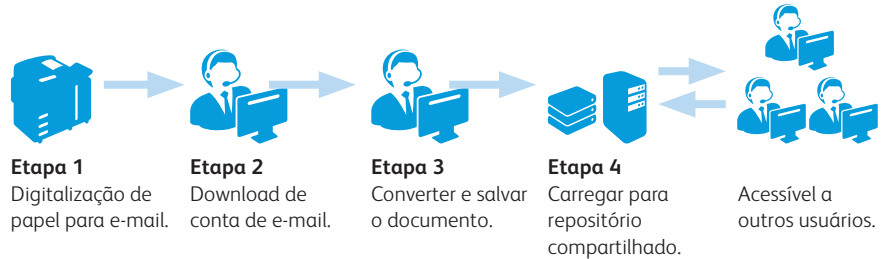 Etapa 1
Digitalização de
papel para e-mail.
Etapa 2
Download de
conta de e-mail.
Etapa 3
Converter e salvar
o documento.
Etapa 4
Carregar para
repositório
compartilhado.
Acessível a
outros usuários.